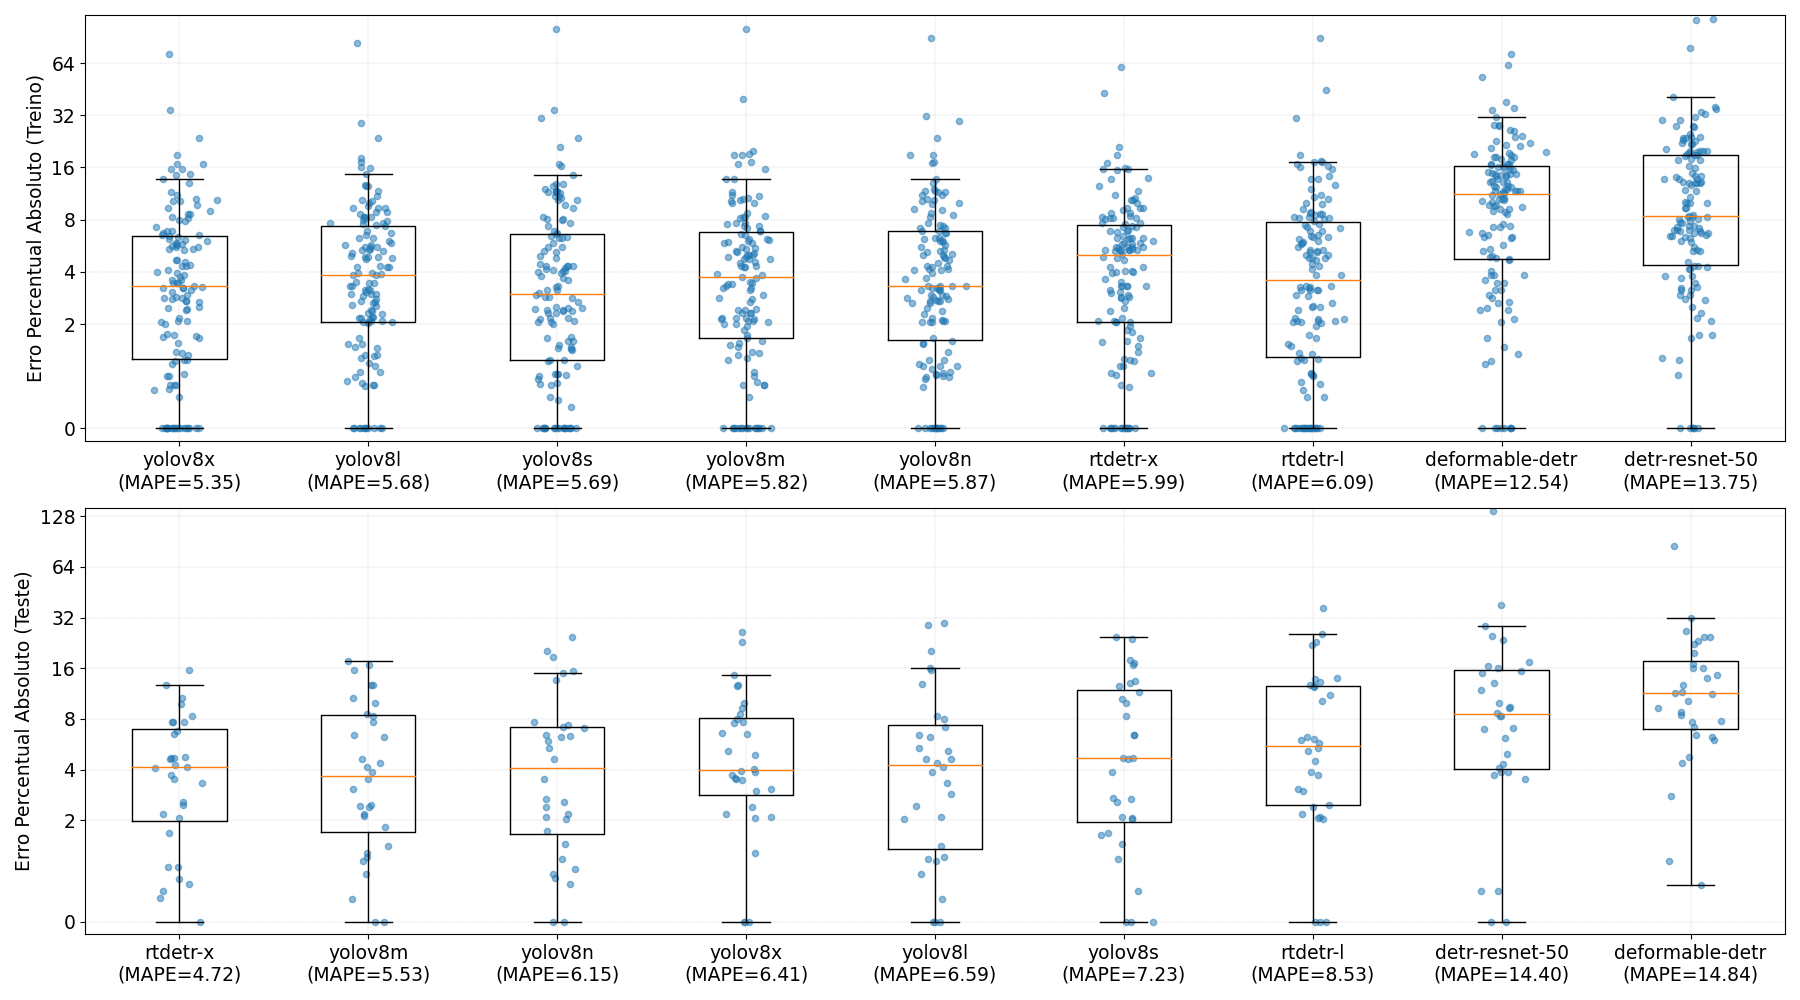 Erro Percentual Absoluto (Treino)
64
32
16
8
4
2
0
yolov8x yolov8l yolov8s yolov8m yolov8n rtdetr-x rtdetr-l deformable-detr detr-resnet-50
(MAPE=5.35) (MAPE=5.68) (MAPE=5.69) (MAPE=5.82) (MAPE=5.87) (MAPE=5.99) (MAPE=6.09) (MAPE=12.54) (MAPE=13.75)
Erro Percentual Absoluto (Teste)
128
64
32
16
8
4
2
0
rtdetr-x yolov8m yolov8n yolov8x yolov8l yolov8s rtdetr-l detr-resnet-50 deformable-detr
(MAPE=4.72) (MAPE=5.53) (MAPE=6.15) (MAPE=6.41) (MAPE=6.59) (MAPE=7.23) (MAPE=8.53) (MAPE=14.40) (MAPE=14.84)